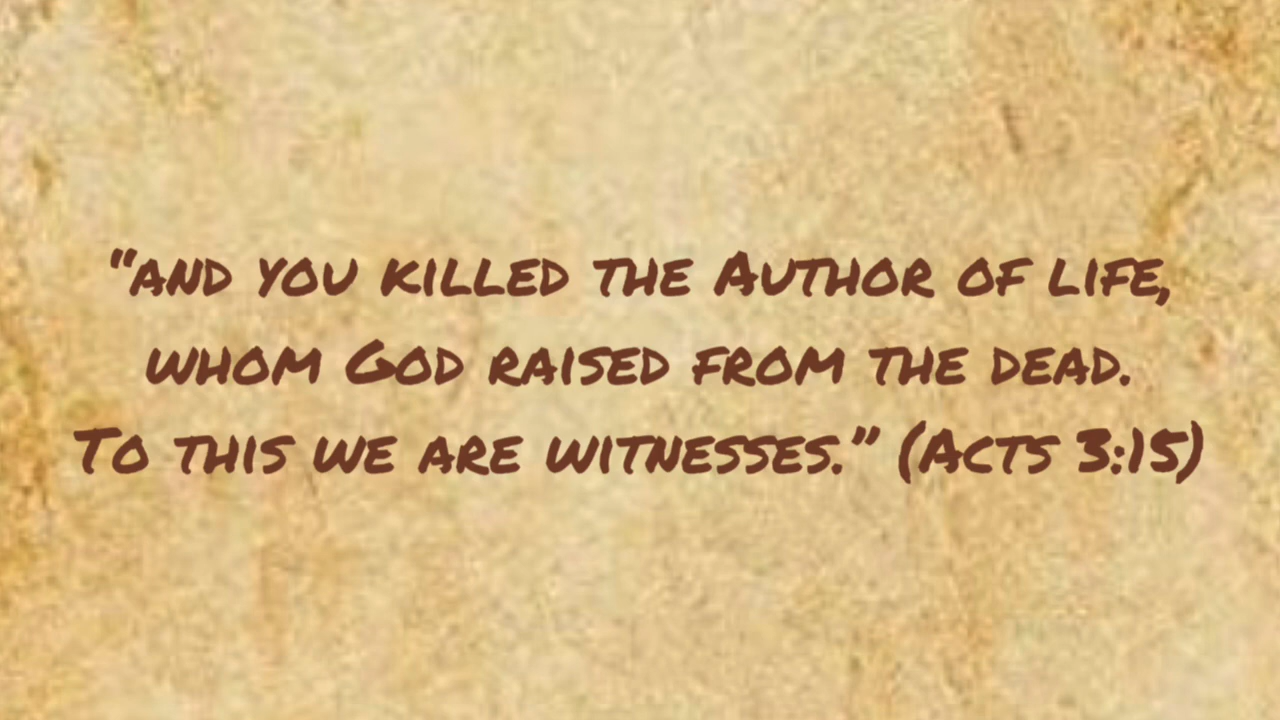 “and you killed the Author of life,
whom God raised from the dead.
To this we are witnesses.” (Acts 3:15)